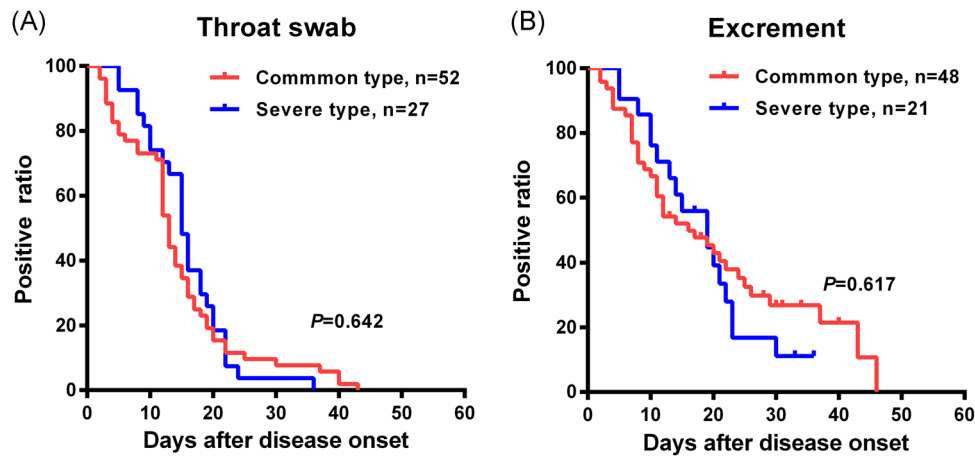 (A)
Throat swab
Commmon type, n=52
Severe type, n=27
Positive ratio
100
80
60
40
20
0
P=0.642
0 10 20 30 40 50 60
Days after disease onset
(B)
Excrement
Commmon type, n=48
Severe type, n=21
Positive ratio
100
80
60
40
20
0
P=0.617
0 10 20 30 40 50 60
Days after disease onset